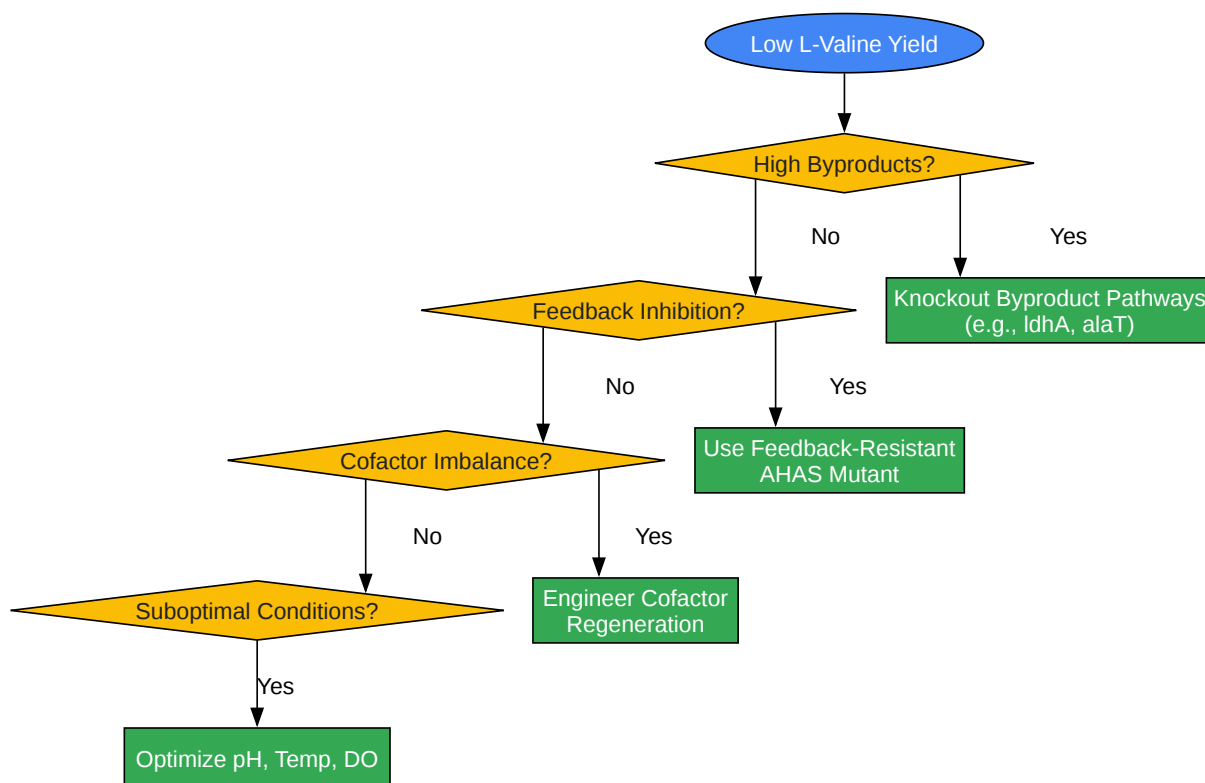 Low L-Valine Yield
High Byproducts?
No
Yes
Knockout Byproduct Pathways
(e.g., ldhA, alaT)
Feedback Inhibition?
No
Yes
Use Feedback-Resistant
AHAS Mutant
Cofactor Imbalance?
No
Yes
Engineer Cofactor
Regeneration
Suboptimal Conditions?
Yes
Optimize pH, Temp, DO